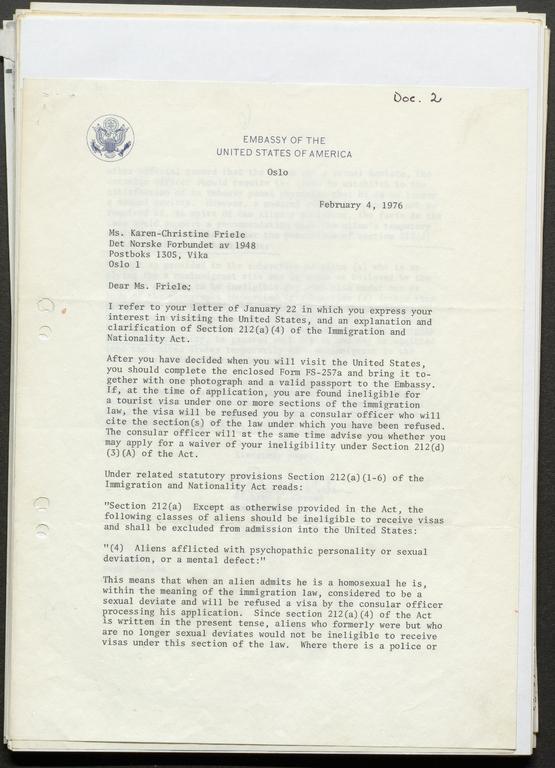 Doc. 2
EMBASSY OF THE
UNITED STATES OF AMERICA
Oslo
February 4, 1976
Ms. Karen-Christine Friele
Det Norske Forbundet av 1948
Postboks 1305, Vika
Oslo 1
Dear Ms. Friele:
I refer to your letter of January 22 in which you express your
interest in visiting the United States, and an explanation and
clarification of Section 212(a)(4) of the Immigration and
Nationality Act.
After you have decided when you will visit the United States,
you should complete the enclosed Form FS-257a and bring it to-
gether with one photograph and a valid passport to the Embassy.
If, at the time of application, you are found ineligible for
a tourist visa under one or more sections of the immigration
law, the visa will be refused you by a consular officer who will
cite the section(s) of the law under which you have been refused.
The consular officer will at the same time advise you whether you
may apply for a waiver of your ineligibility under Section 212(d)
(3)(A) of the Act.
Under related statutory provisions Section 212(a)(1-6) of the
Immigration and Nationality Act reads:
"Section 212(a)  Except as otherwise provided in the Act, the
following classes of aliens should be ineligible to receive visas
and shall be excluded from admission into the United States:
"(4)  Aliens afflicted with psychopathic personality or sexual
deviation, or a mental defect:"
This means that when an alien admits he is a homosexual he is,
within the meaning of the immigration law, considered to be a
sexual deviate and will be refused a visa by the consular officer
processing his application.  Since section 212(a)(4) of the Act
is written in the present tense, aliens who formerly were but who
are no longer sexual deviates would not be ineligible to receive
visas under this section of the law.  Where there is a police or